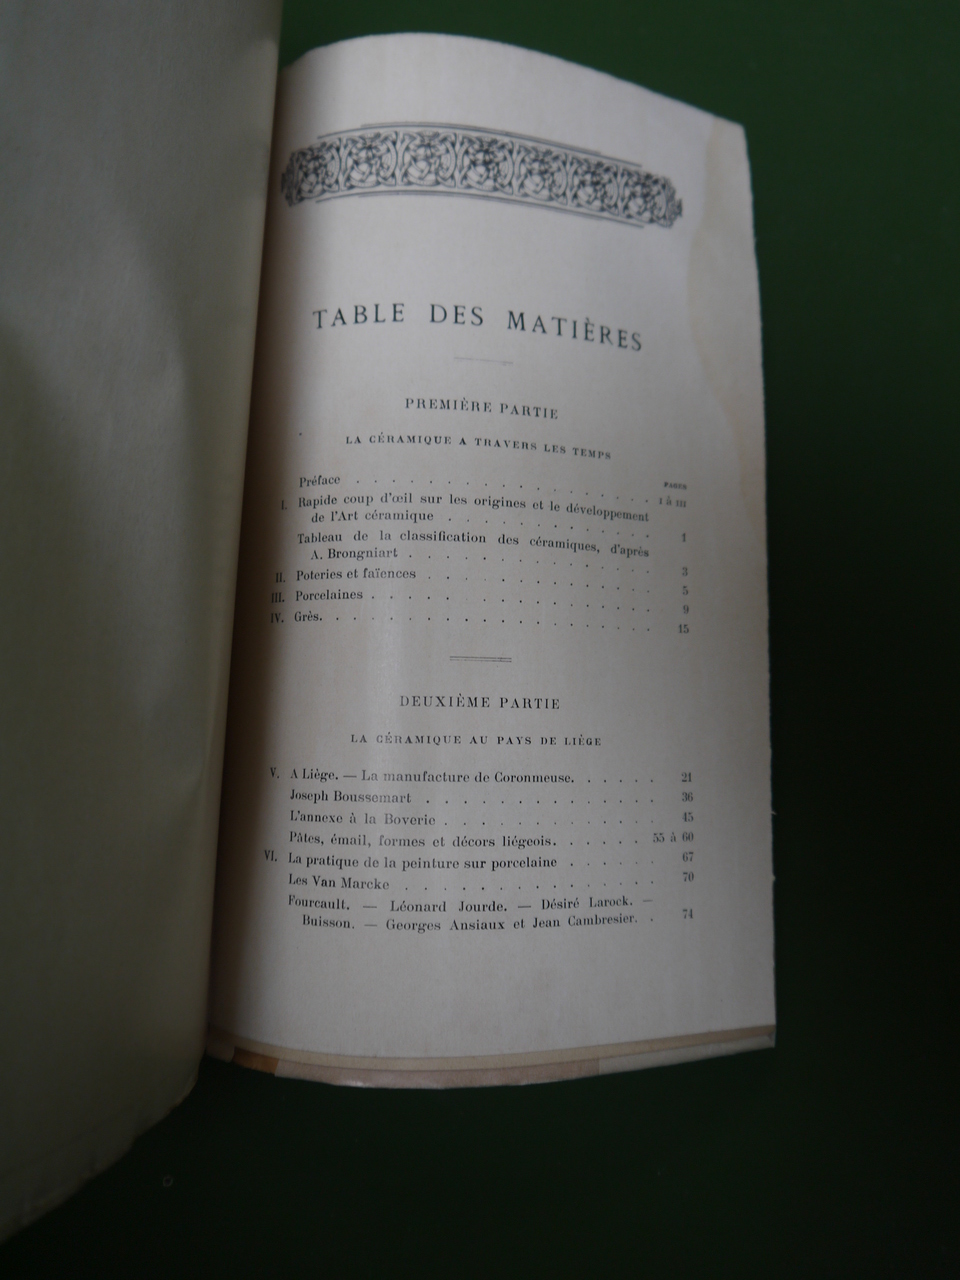 TABLE DES MATIÈRES
PREMIÈRE PARTIE
LA CÉRAMIQUE A TRAVERS LES TEMPS
PAGES
Préface . . . . . . . . . . . . . . . . I à III
I. Rapide coup d'œil sur les origines et le développement
de l'Art céramique . . . . . . . . . . 1
Tableau de la classification des céramiques, d'après
A. Brongniart . . . . . . . . . . . . 3
II. Poteries et faïences . . . . . . . . . . . 5
III. Porcelaines . . . . . . . . . . . . . . 9
IV. Grès. . . . . . . . . . . . . . . . . 15
DEUXIÈME PARTIE
LA CÉRAMIQUE AU PAYS DE LIÈGE
V. A Liège. — La manufacture de Coronmeuse. . . . . . 21
Joseph Boussemart . . . . . . . . . . . . 36
L'annexe à la Boverie . . . . . . . . . . . 45
Pâtes, émail, formes et décors liégeois. . . . . . 55 à 60
VI. La pratique de la peinture sur porcelaine . . . . . . 67
Les Van Marcke . . . . . . . . . . . . 70
Fourcault. — Léonard Jourde. — Désiré Larock. —
Buisson. — Georges Ansiaux et Jean Cambresier. . 74